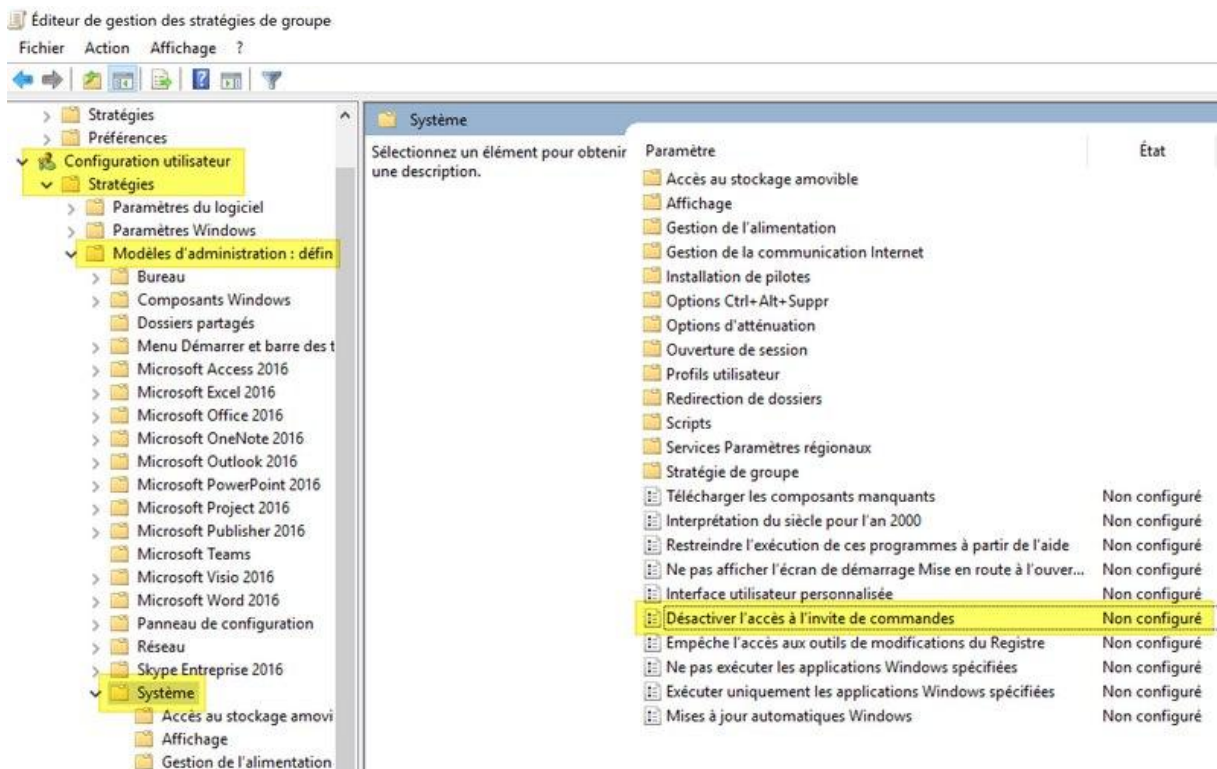 Éditeur de gestion des stratégies de groupe
Fichier Action Affichage ?
Stratégies
Préférences
Configuration utilisateur
Stratégies
Paramètres du logiciel
Paramètres Windows
Modèles d'administration : défin
Bureau
Composants Windows
Dossiers partagés
Menu Démarrer et barre des t
Microsoft Access 2016
Microsoft Excel 2016
Microsoft Office 2016
Microsoft OneNote 2016
Microsoft Outlook 2016
Microsoft PowerPoint 2016
Microsoft Project 2016
Microsoft Publisher 2016
Microsoft Teams
Microsoft Visio 2016
Microsoft Word 2016
Panneau de configuration
Réseau
Skype Entreprise 2016
Système
Accès au stockage amovi
Affichage
Gestion de l'alimentation
Système
Sélectionnez un élément pour obtenir
une description.
Paramètre État
Accès au stockage amovible
Affichage
Gestion de l'alimentation
Gestion de la communication Internet
Installation de pilotes
Options Ctrl+Alt+Suppr
Options d'atténuation
Ouverture de session
Profils utilisateur
Redirection de dossiers
Scripts
Services Paramètres régionaux
Stratégie de groupe
Télécharger les composants manquants Non configuré
Interprétation du siècle pour l'an 2000 Non configuré
Restreindre l'exécution de ces programmes à partir de l'aide Non configuré
Ne pas afficher l'écran de démarrage Mise en route à l'ouver... Non configuré
Interface utilisateur personnalisée Non configuré
Désactiver l'accès à l'invite de commandes Non configuré
Empêche l'accès aux outils de modifications du Registre Non configuré
Ne pas exécuter les applications Windows spécifiées Non configuré
Exécuter uniquement les applications Windows spécifiées Non configuré
Mises à jour automatiques Windows Non configuré